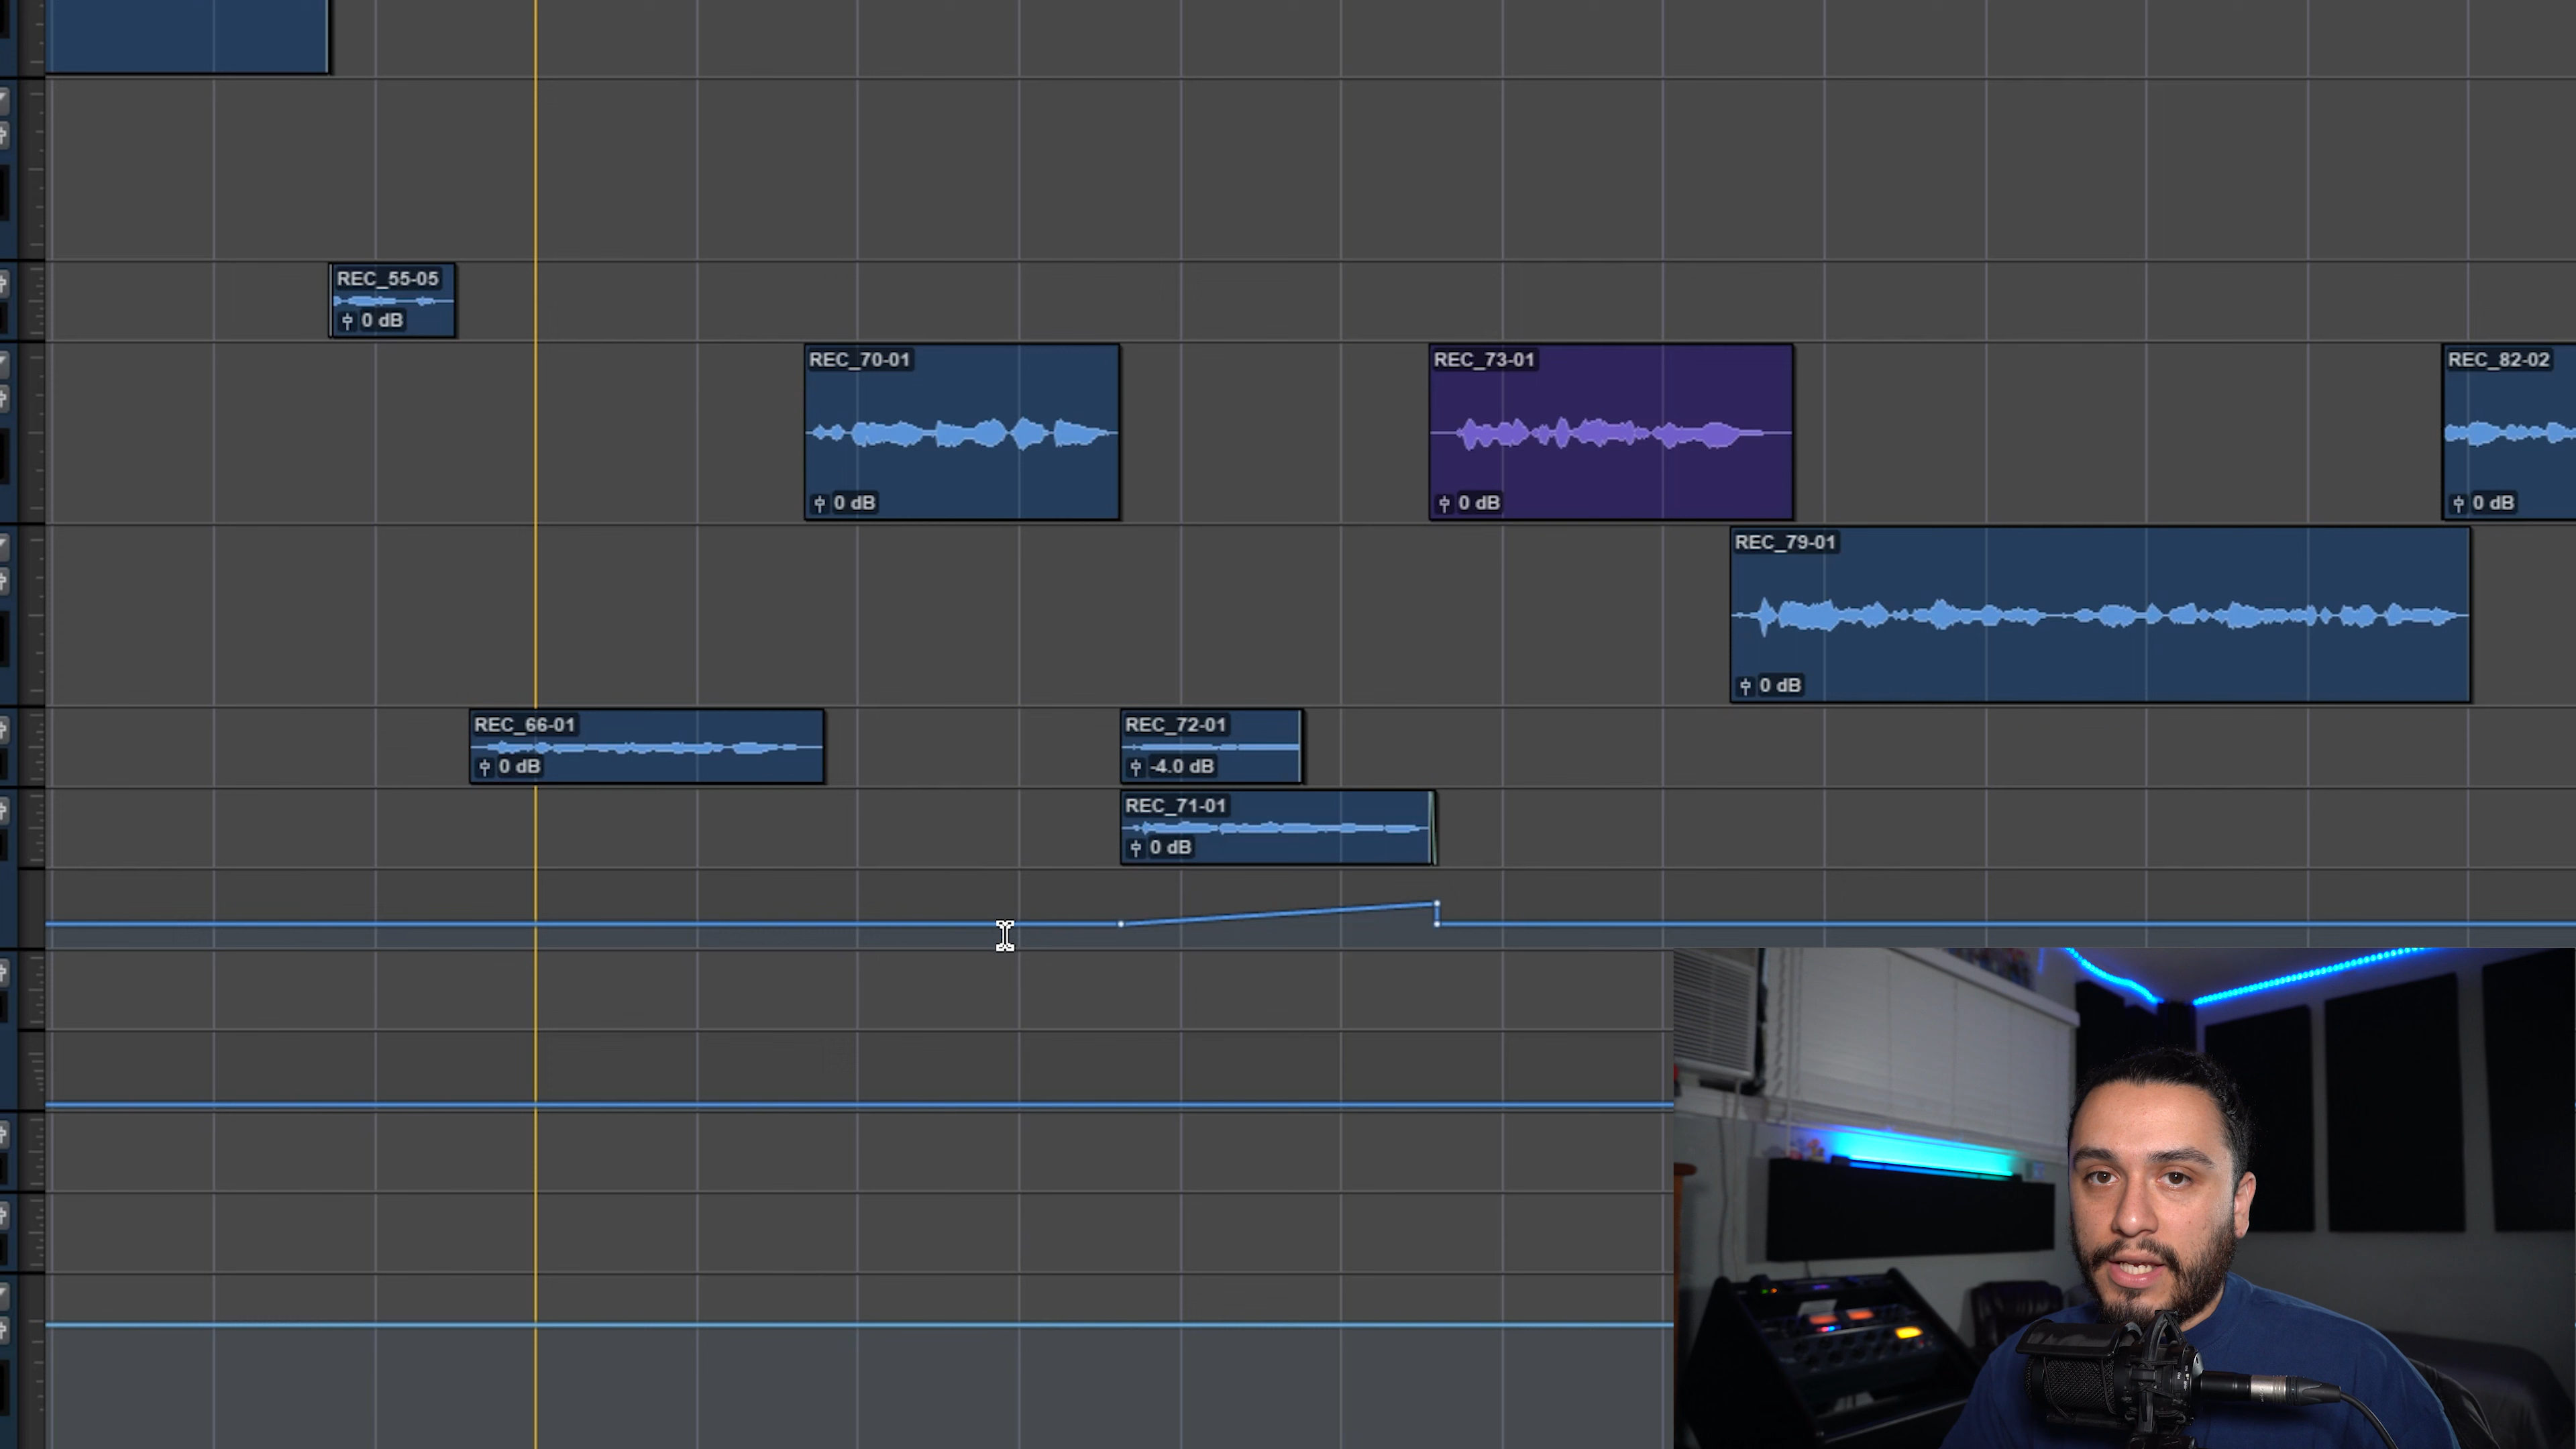 REC_55-05
0 dB
REC_70-01
0 dB
REC_73-01
0 dB
REC_82-02
0 dB
REC_79-01
0 dB
REC_66-01
0 dB
REC_72-01
-4.0 dB
REC_71-01
0 dB